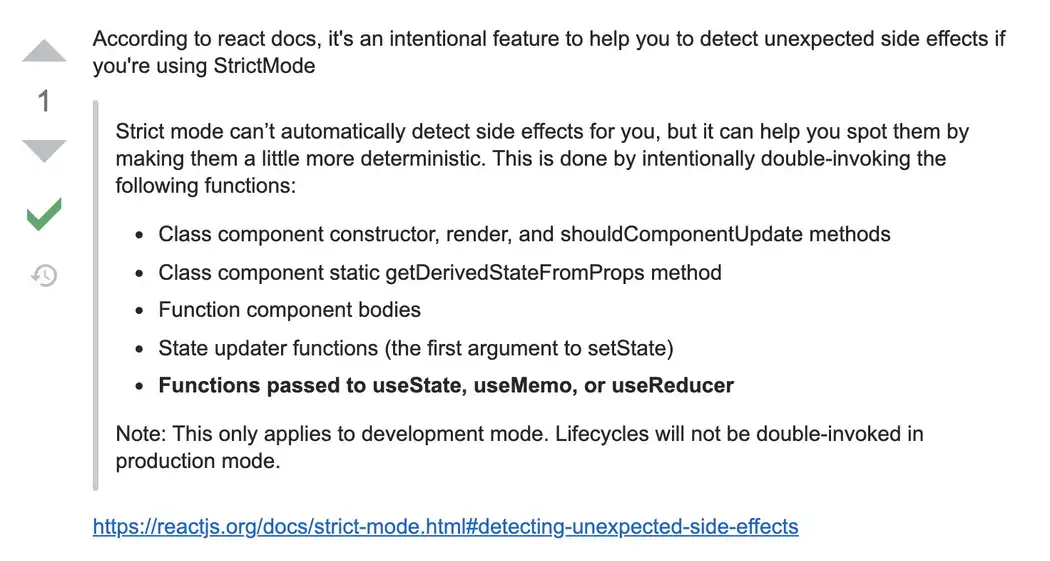 According to react docs, it's an intentional feature to help you to detect unexpected side effects if
you're using StrictMode
1
Strict mode can’t automatically detect side effects for you, but it can help you spot them by
making them a little more deterministic. This is done by intentionally double-invoking the
following functions:
• Class component constructor, render, and shouldComponentUpdate methods
• Class component static getDerivedStateFromProps method
• Function component bodies
• State updater functions (the first argument to setState)
• Functions passed to useState, useMemo, or useReducer
Note: This only applies to development mode. Lifecycles will not be double-invoked in
production mode.
https://reactjs.org/docs/strict-mode.html#detecting-unexpected-side-effects